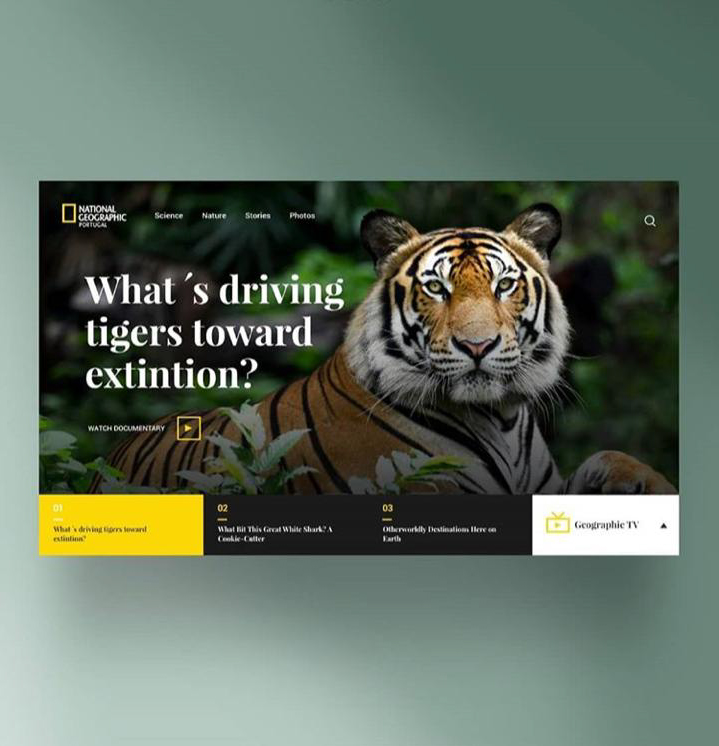 NATIONAL
GEOGRAPHIC
PORTUGAL
Science Nature Stories Photos
What ´s driving
tigers toward
extintion?
WATCH DOCUMENTARY
01
What ´s driving tigers toward
extintion?
02
What Bit This Great White Shark? A
Cookie-Cutter
03
Otherworldly Destinations Here on
Earth
Geographic TV